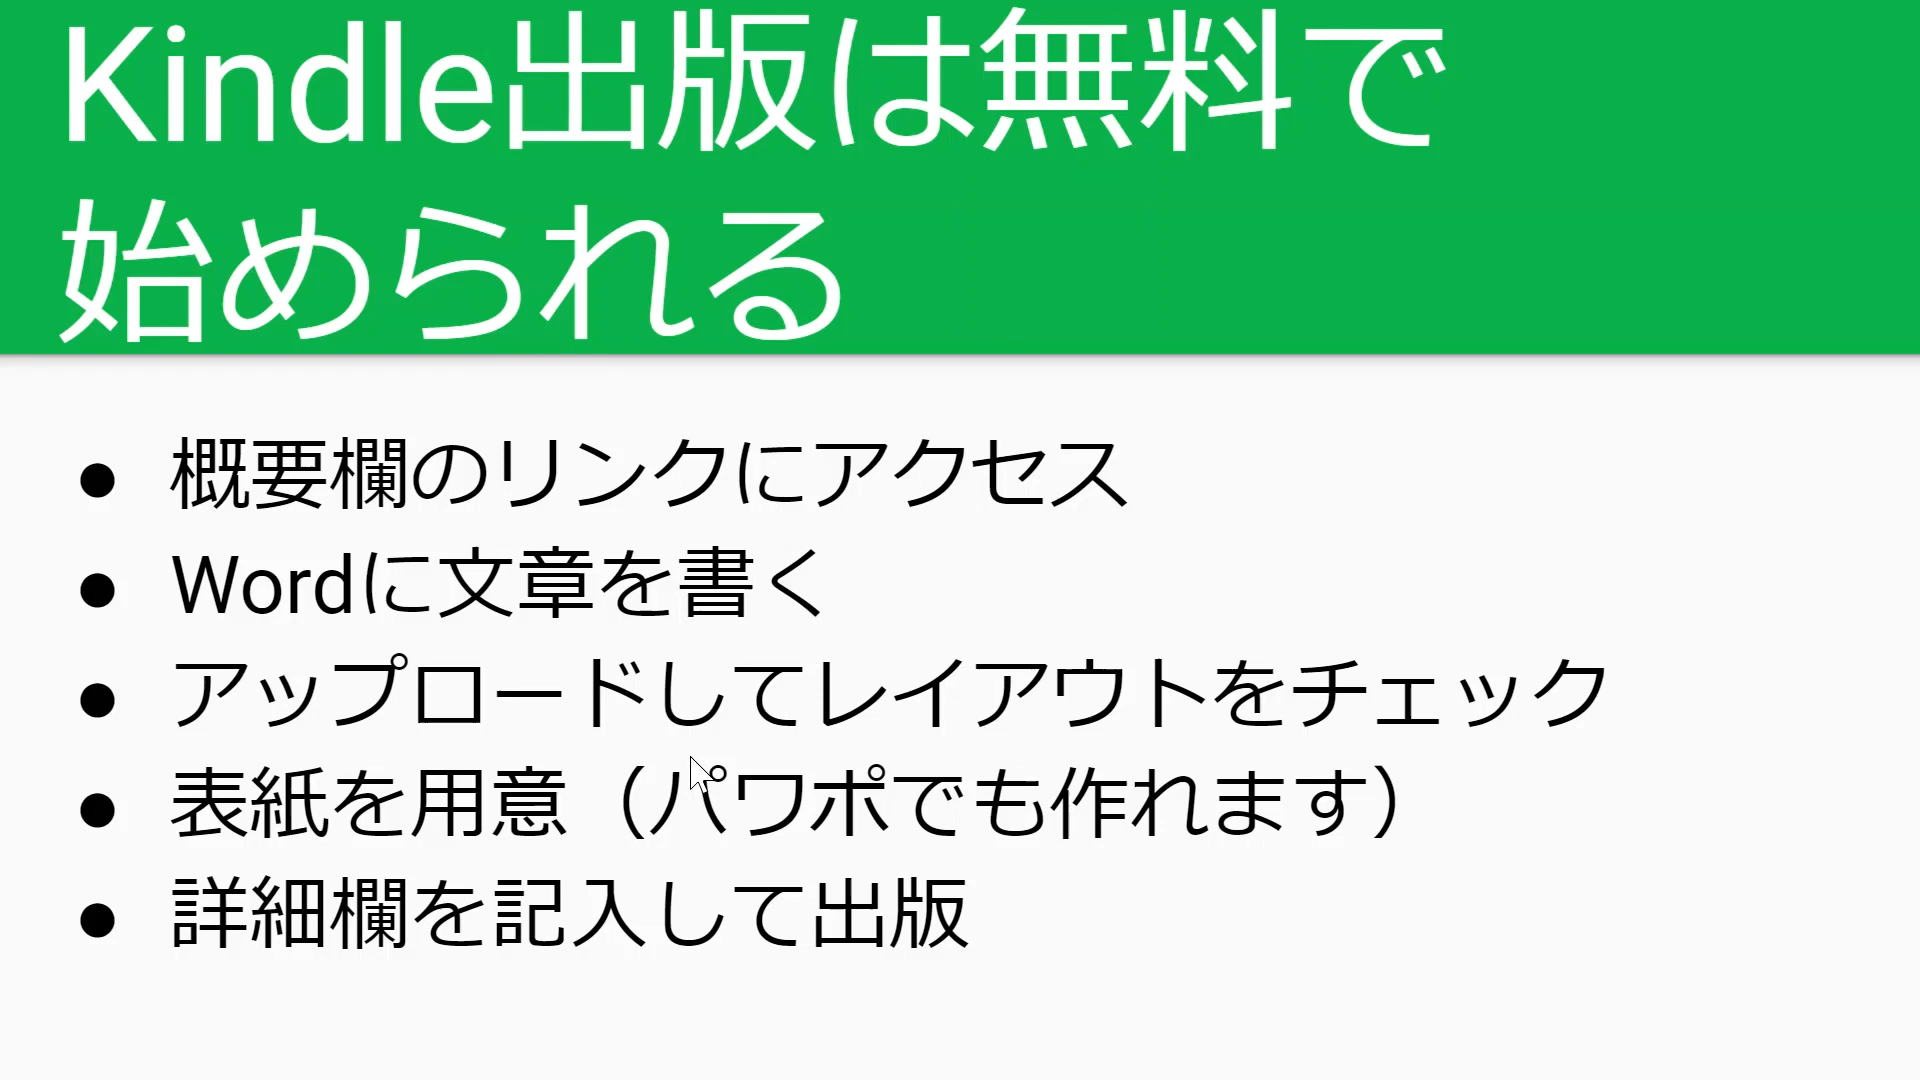 Kindle出版は無料で
始められる
● 概要欄のリンクにアクセス
● Wordに文章を書く
● アップロードしてレイアウトをチェック
● 表紙を用意（パワポでも作れます）
● 詳細欄を記入して出版